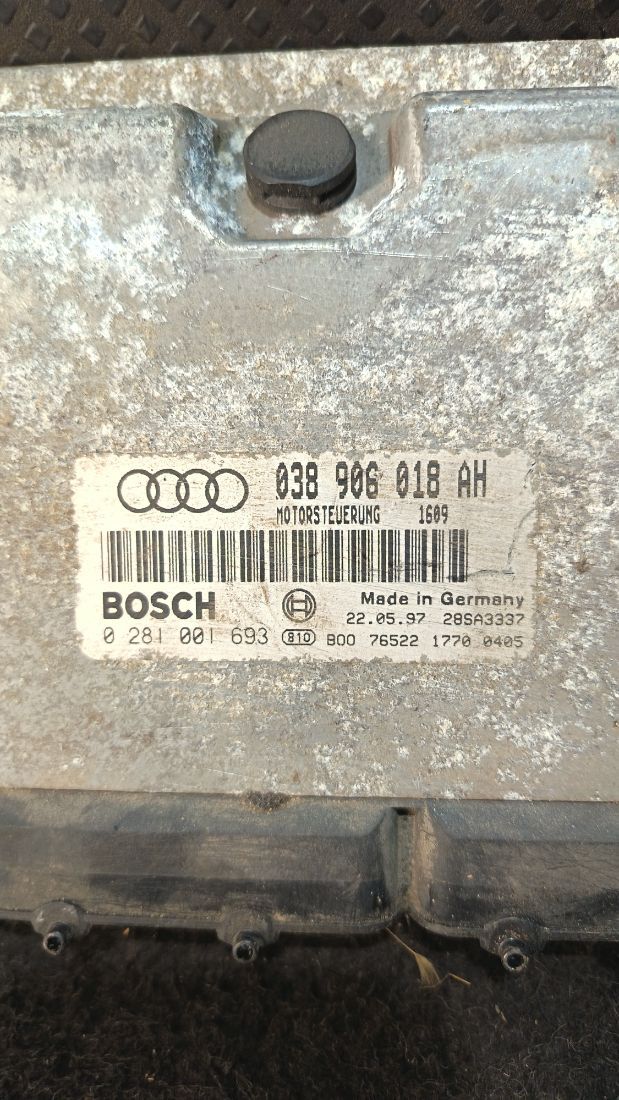 038 906 018 AH
MOTORSTEUERUNG 1609
BOSCH
Made in Germany
22.05.97 28SA3337
0 281 001 693 810 B00 76522 1770 0405